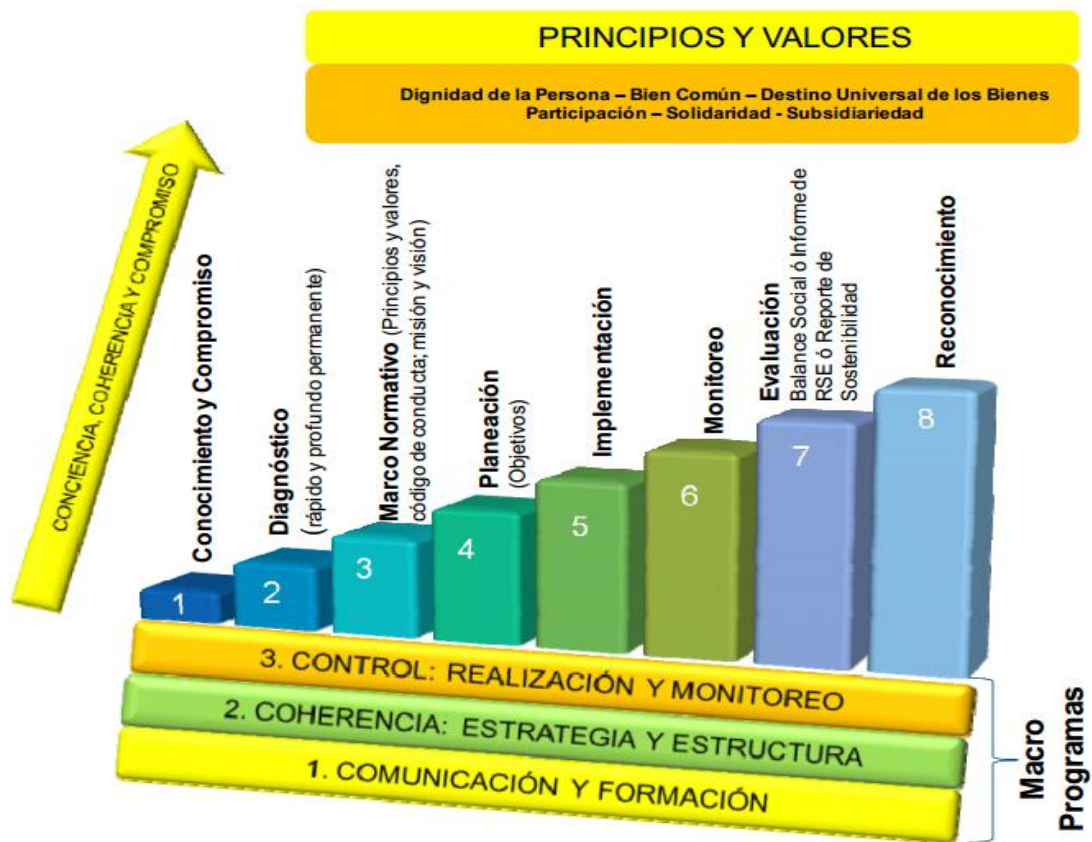 PRINCIPIOS Y VALORES
Dignidad de la Persona – Bien Común – Destino Universal de los Bienes
Participación – Solidaridad - Subsidiariedad
CONCIENCIA, COHERENCIA Y COMPROMISO
Conocimiento y Compromiso
Diagnóstico
(rápido y profundo permanente)
Marco Normativo (Principios y valores,
código de conducta; misión y visión)
Planeación
(Objetivos)
Implementación
Monitoreo
Evaluación
Balance Social ó Informe de
RSE ó Reporte de
Sostenibilidad
Reconocimiento
1
2
3
4
5
6
7
8
3. CONTROL: REALIZACIÓN Y MONITOREO
2. COHERENCIA: ESTRATEGIA Y ESTRUCTURA
1. COMUNICACIÓN Y FORMACIÓN
Macro
Programas